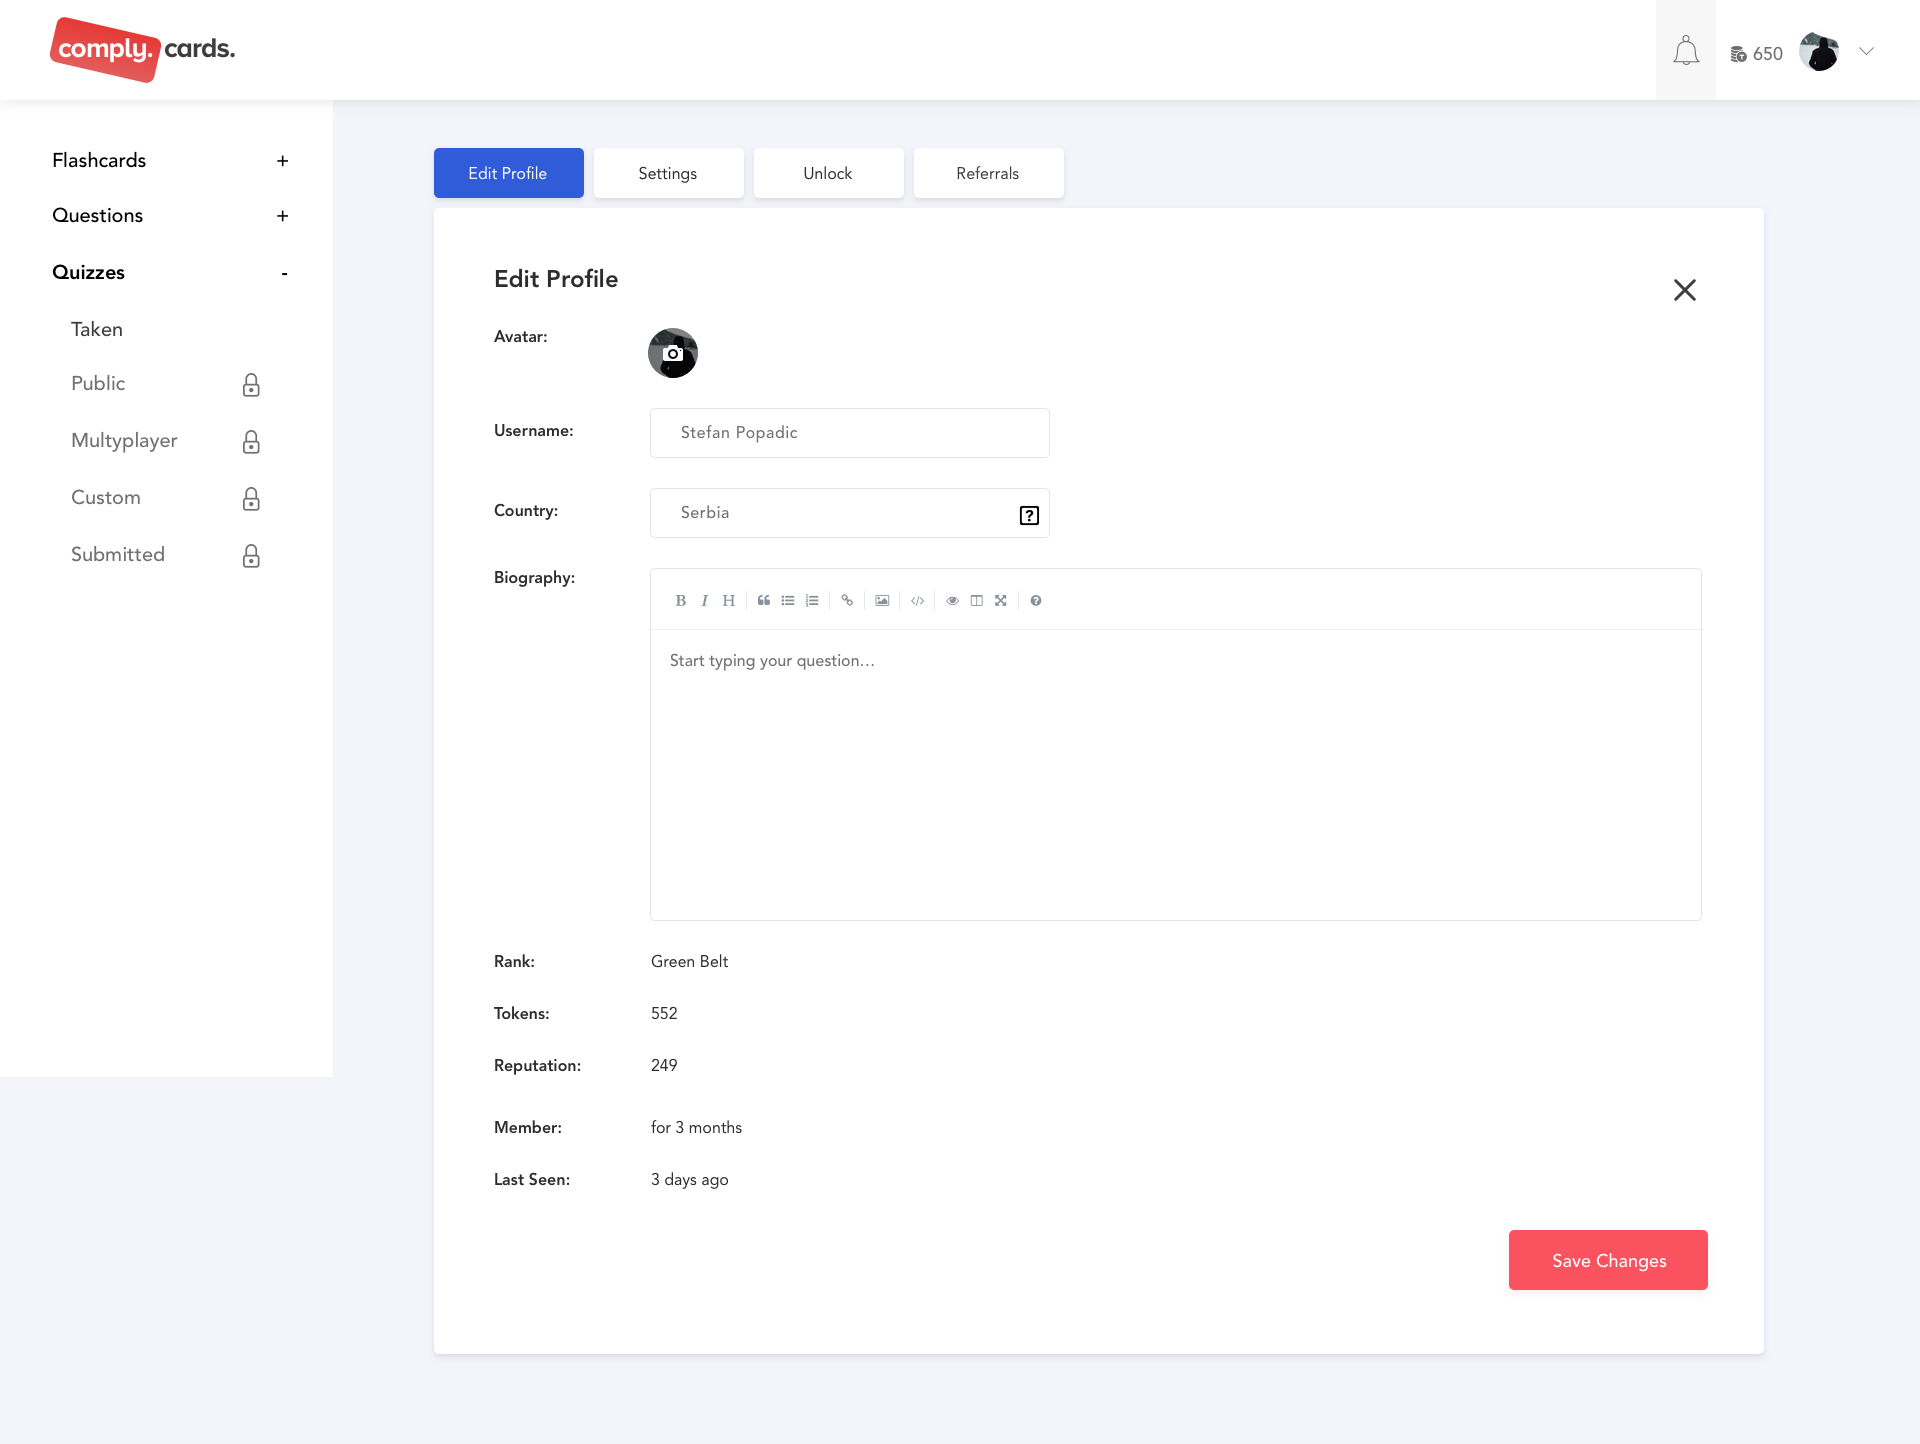 comply. cards.
650
Flashcards +
Questions +
Quizzes -
Taken
Public
Multyplayer
Custom
Submitted
Edit Profile
Settings
Unlock
Referrals
Edit Profile
Avatar:
Username:
Stefan Popadic
Country:
Serbia
?
Biography:
B I H
Start typing your question...
Rank: Green Belt
Tokens: 552
Reputation: 249
Member: for 3 months
Last Seen: 3 days ago
Save Changes